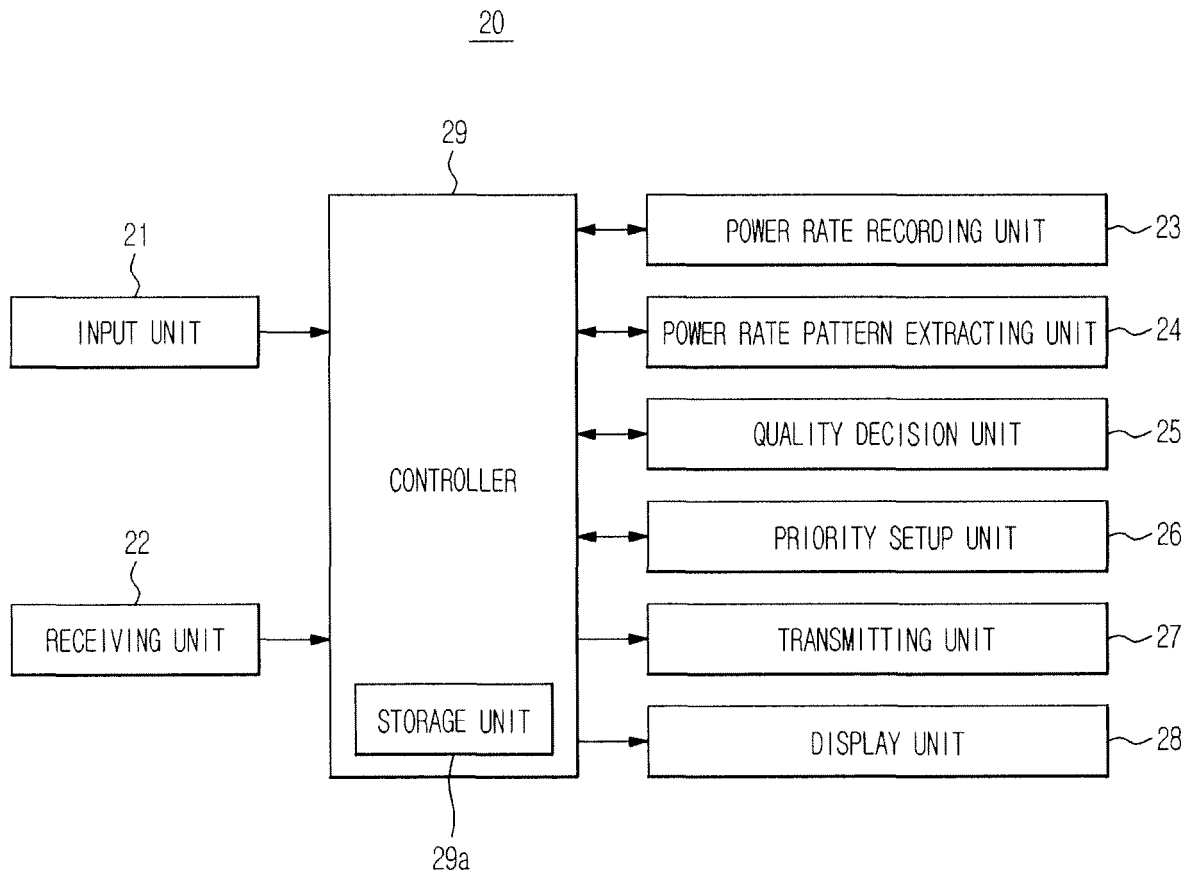 20
29
21
INPUT UNIT
22
RECEIVING UNIT
CONTROLLER
STORAGE UNIT
29a
POWER RATE RECORDING UNIT
23
POWER RATE PATTERN EXTRACTING UNIT
24
QUALITY DECISION UNIT
25
PRIORITY SETUP UNIT
26
TRANSMITTING UNIT
27
DISPLAY UNIT
28